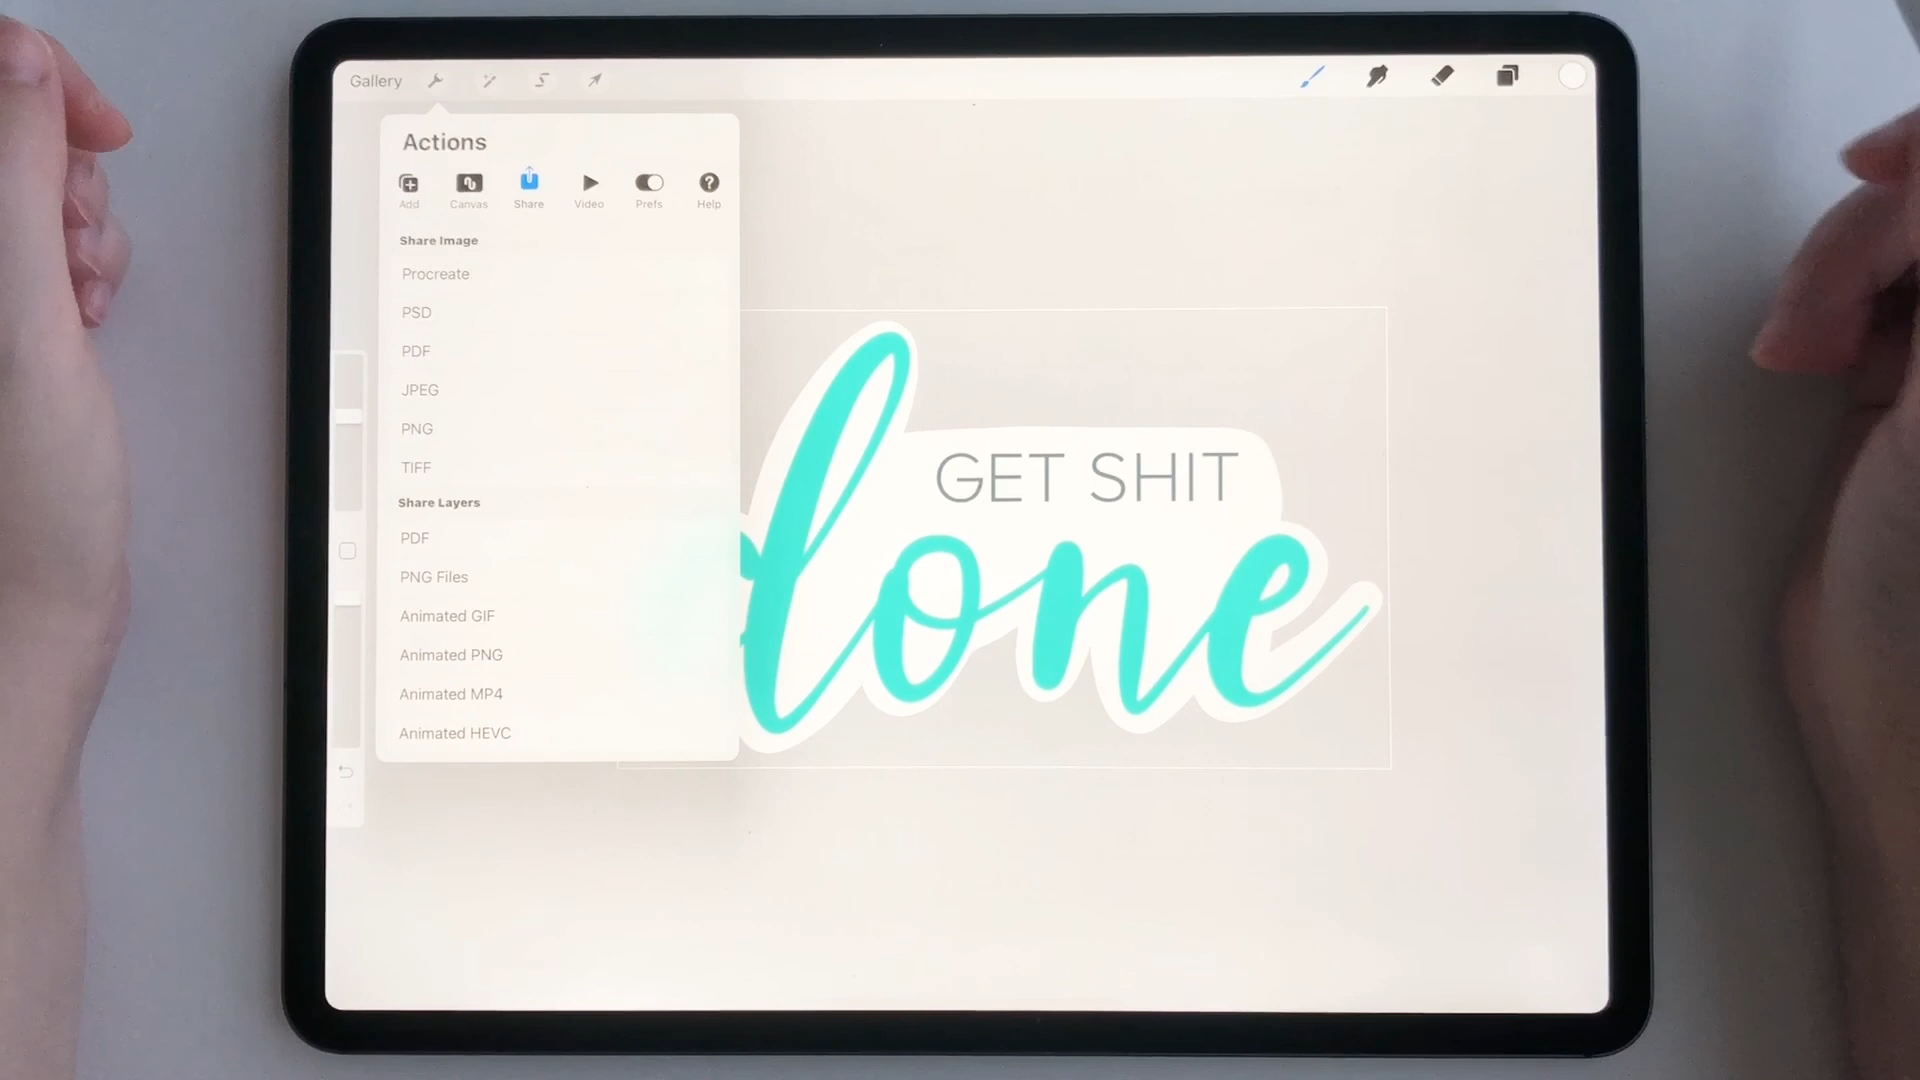 Gallery
Actions
Add Canvas Share Video Prefs Help
Share Image
Procreate
PSD
PDF
JPEG
PNG
TIFF
Share Layers
PDF
PNG Files
Animated GIF
Animated PNG
Animated MP4
Animated HEVC
GET SHIT
done